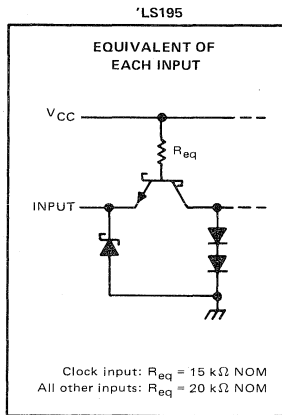 'LS195
EQUIVALENT OF
EACH INPUT
VCC
Req
INPUT
Clock input: Req = 15 kΩ NOM
All other inputs: Req = 20 kΩ NOM